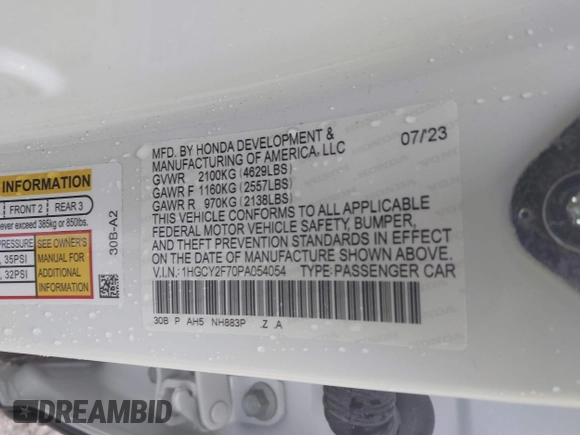 INFORMATION
FRONT 2 REAR 3
ever exceed 385kg or 850lbs.
35PSI
32PSI
SEE OWNER'S
MANUAL FOR
ADDITIONAL
INFORMATION
30B-A2
MFD. BY HONDA DEVELOPMENT & 07/23
MANUFACTURING OF AMERICA, LLC
GVWR 2100KG (4629LBS)
GAWR F 1160KG (2557LBS)
GAWR R 970KG (2138LBS)
THIS VEHICLE CONFORMS TO ALL APPLICABLE
FEDERAL MOTOR VEHICLE SAFETY, BUMPER,
AND THEFT PREVENTION STANDARDS IN EFFECT
ON THE DATE OF MANUFACTURE SHOWN ABOVE.
V.I.N.: 1HGCY2F70PA054054 TYPE: PASSENGER CAR
30B P AH5 NH883P .Z .A
DREAMBID